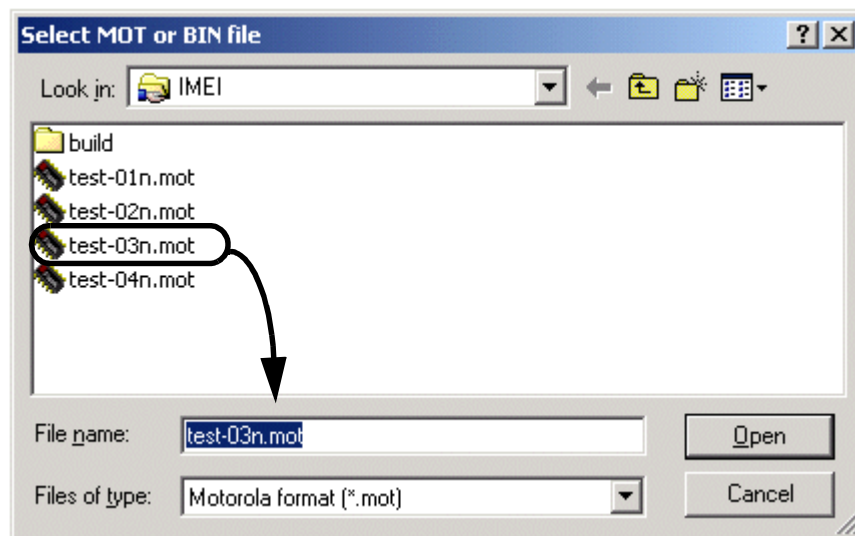 Select MOT or BIN file
?
Look in: IMEI
build
test-01n.mot
test-02n.mot
test-03n.mot
test-04n.mot
File name: test-03n.mot Open
Files of type: Motorola format (*.mot) Cancel